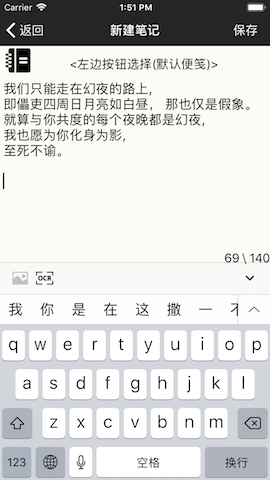 Carrier 1:51 PM
返回 新建笔记 保存
<左边按钮选择(默认便笺)>
我们只能走在幻夜的路上，
即儡吏四周日月亮如白昼， 那也仅是假象。
就算与你共度的每个夜晚都是幻夜，
我也愿为你化身为影，
至死不谕。
69 \ 140
OCR
我 你 是 在 这 撒 一
q w e r t y u i o p
a s d f g h j k l
z x c v b n m
123 空格 换行